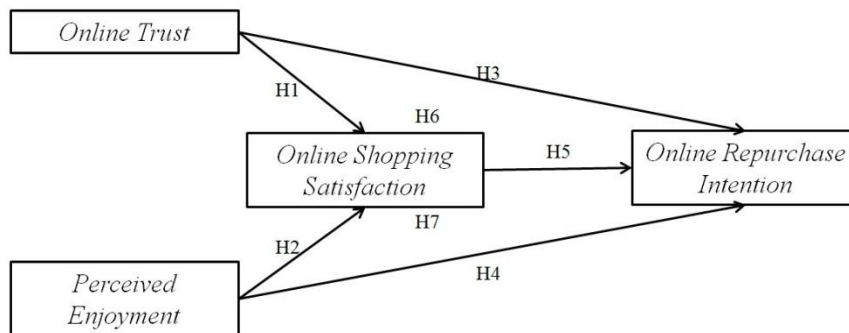 Online Trust
H3
H1
H6
Online Shopping
Satisfaction
H5
Online Repurchase
Intention
H7
H2
H4
Perceived
Enjoyment